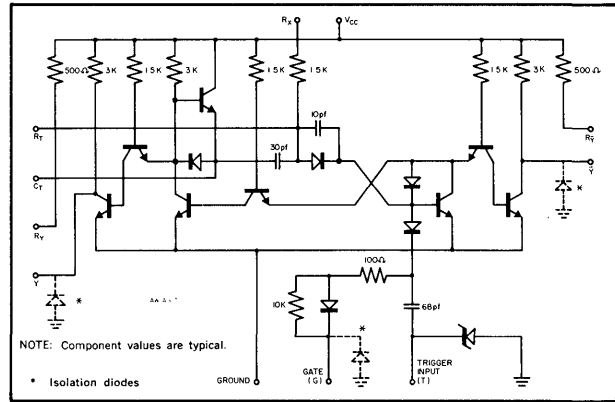 RX VCC
500Ω 3K 1.5K 3K 1.5K 1.5K 1.5K 3K 500Ω
10pf
RT RȲ
30pf
Ȳ
CT
*
RY
100Ω
Y
10K 68pf
*
*
NOTE: Component values are typical.
* Isolation diodes
GROUND GATE (G) TRIGGER INPUT (T)